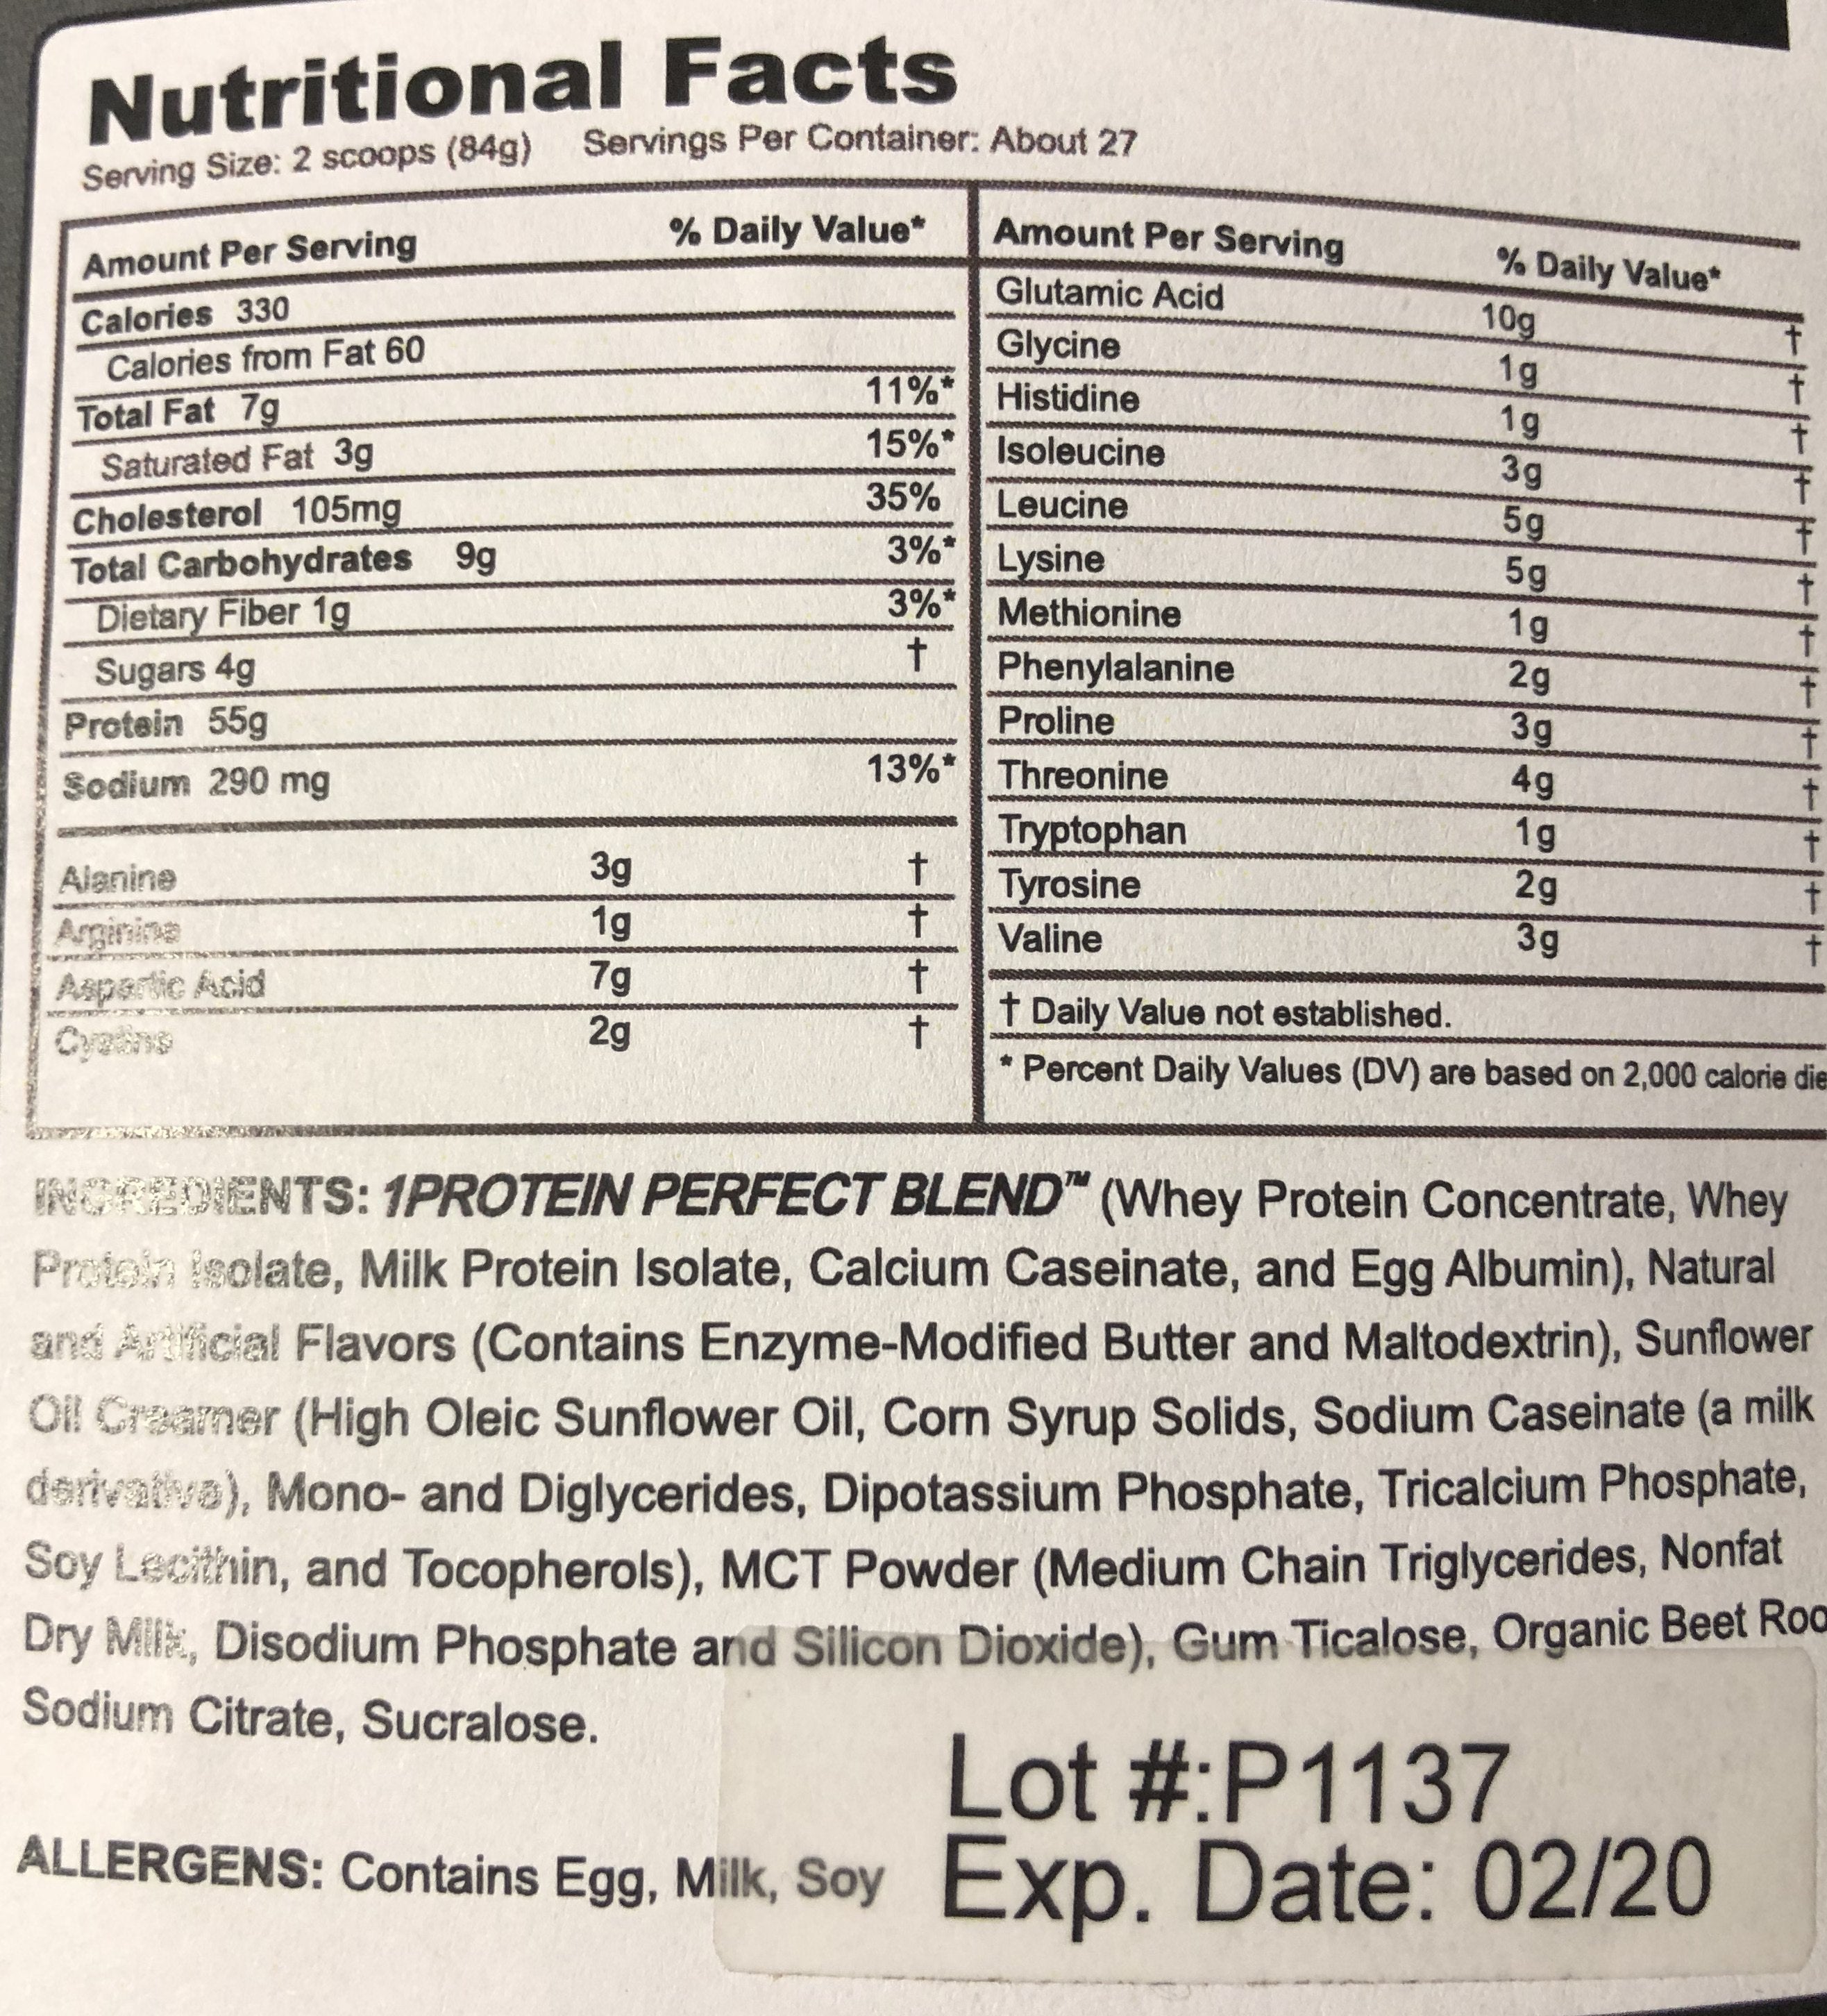 Nutritional Facts
Serving Size: 2 scoops (84g) Servings Per Container: About 27
Amount Per Serving % Daily Value*
Calories 330
Calories from Fat 60
Total Fat 7g 11%*
Saturated Fat 3g 15%*
Cholesterol 105mg 35%
Total Carbohydrates 9g 3%*
Dietary Fiber 1g 3%*
Sugars 4g †
Protein 55g
Sodium 290 mg 13%*
Alanine 3g †
Arginine 1g †
Aspartic Acid 7g †
Cystine 2g †
Amount Per Serving % Daily Value*
Glutamic Acid 10g †
Glycine 1g †
Histidine 1g †
Isoleucine 3g †
Leucine 5g †
Lysine 5g †
Methionine 1g †
Phenylalanine 2g †
Proline 3g †
Threonine 4g †
Tryptophan 1g †
Tyrosine 2g †
Valine 3g †
† Daily Value not established.
* Percent Daily Values (DV) are based on 2,000 calorie die
INGREDIENTS: 1PROTEIN PERFECT BLEND™ (Whey Protein Concentrate, Whey
Protein Isolate, Milk Protein Isolate, Calcium Caseinate, and Egg Albumin), Natural
and Artificial Flavors (Contains Enzyme-Modified Butter and Maltodextrin), Sunflower
Oil Creamer (High Oleic Sunflower Oil, Corn Syrup Solids, Sodium Caseinate (a milk
derivative), Mono- and Diglycerides, Dipotassium Phosphate, Tricalcium Phosphate,
Soy Lecithin, and Tocopherols), MCT Powder (Medium Chain Triglycerides, Nonfat
Dry Milk, Disodium Phosphate and Silicon Dioxide), Gum Ticalose, Organic Beet Roo
Sodium Citrate, Sucralose.
ALLERGENS: Contains Egg, Milk, Soy
Lot #:P1137
Exp. Date: 02/20